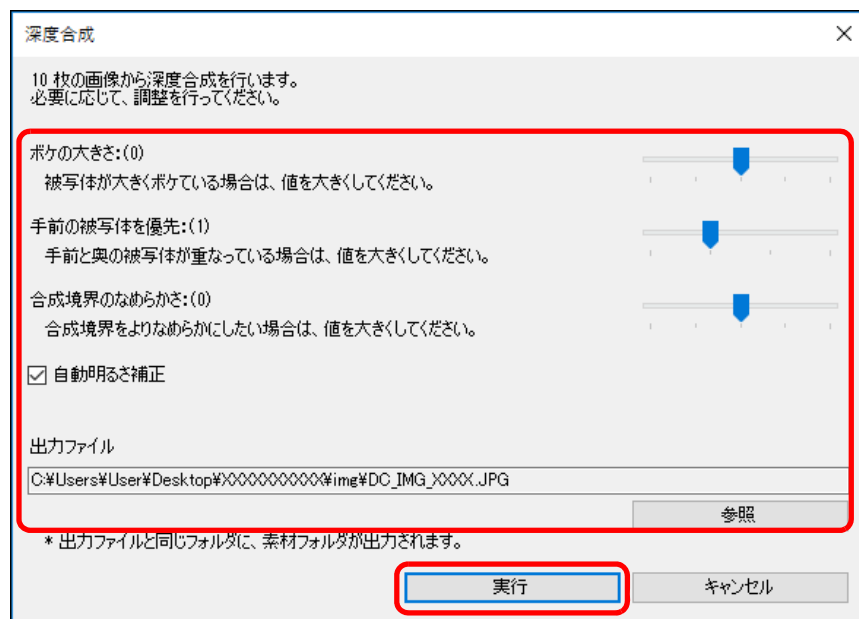 深度合成
10 枚の画像から深度合成を行います。
必要に応じて、調整を行ってください。
ボケの大きさ:(0)
被写体が大きくボケている場合は、値を大きくしてください。
手前の被写体を優先:(1)
手前と奥の被写体が重なっている場合は、値を大きくしてください。
合成境界のなめらかさ:(0)
合成境界をよりなめらかにしたい場合は、値を大きくしてください。
自動明るさ補正
出力ファイル
C:¥Users¥User¥Desktop¥XXXXXXXXXXX¥img¥DC_IMG_XXXX.JPG
参照
* 出力ファイルと同じフォルダに、素材フォルダが出力されます。
実行
キャンセル